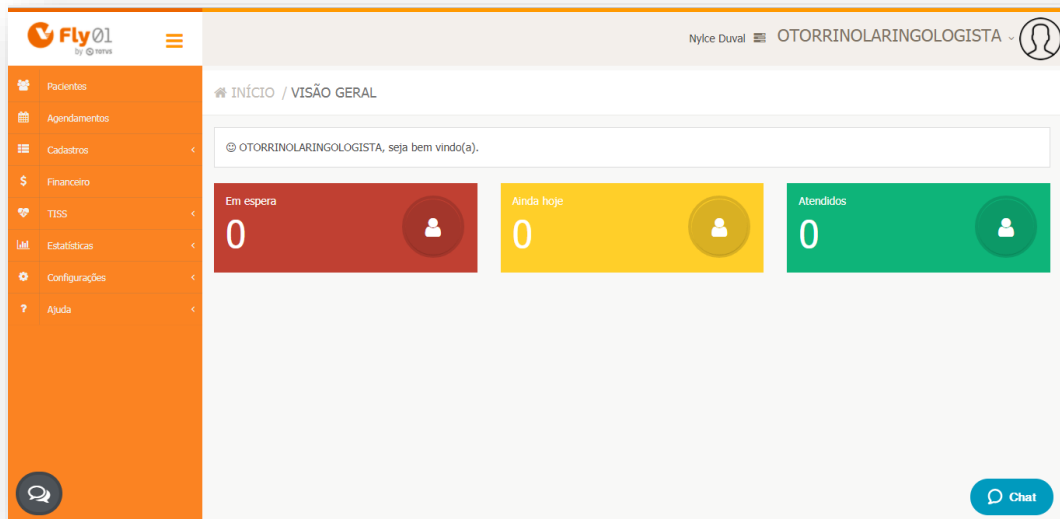 Fly01
by TOTVS
Nylce Duval
OTORRINOLARINGOLOGISTA
Pacientes
Agendamentos
Cadastros
$ Financeiro
TISS
Estatísticas
Configurações
? Ajuda
INÍCIO / VISÃO GERAL
OTORRINOLARINGOLOGISTA, seja bem vindo(a).
Em espera
0
Ainda hoje
0
Atendidos
0
Chat